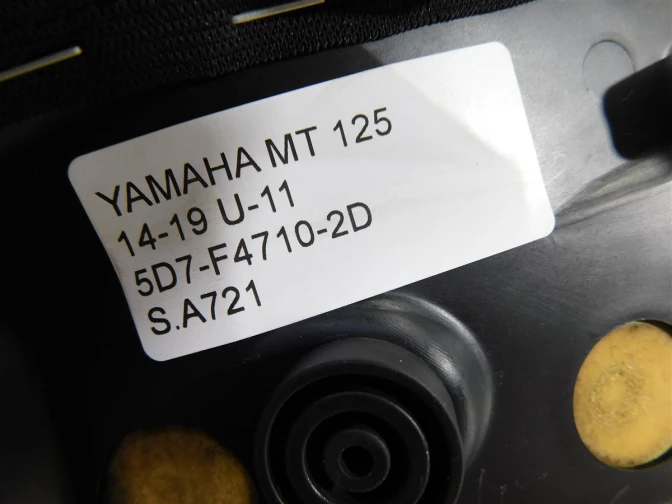 YAMAHA MT 125
14-19 U-11
5D7-F4710-2D
S.A721